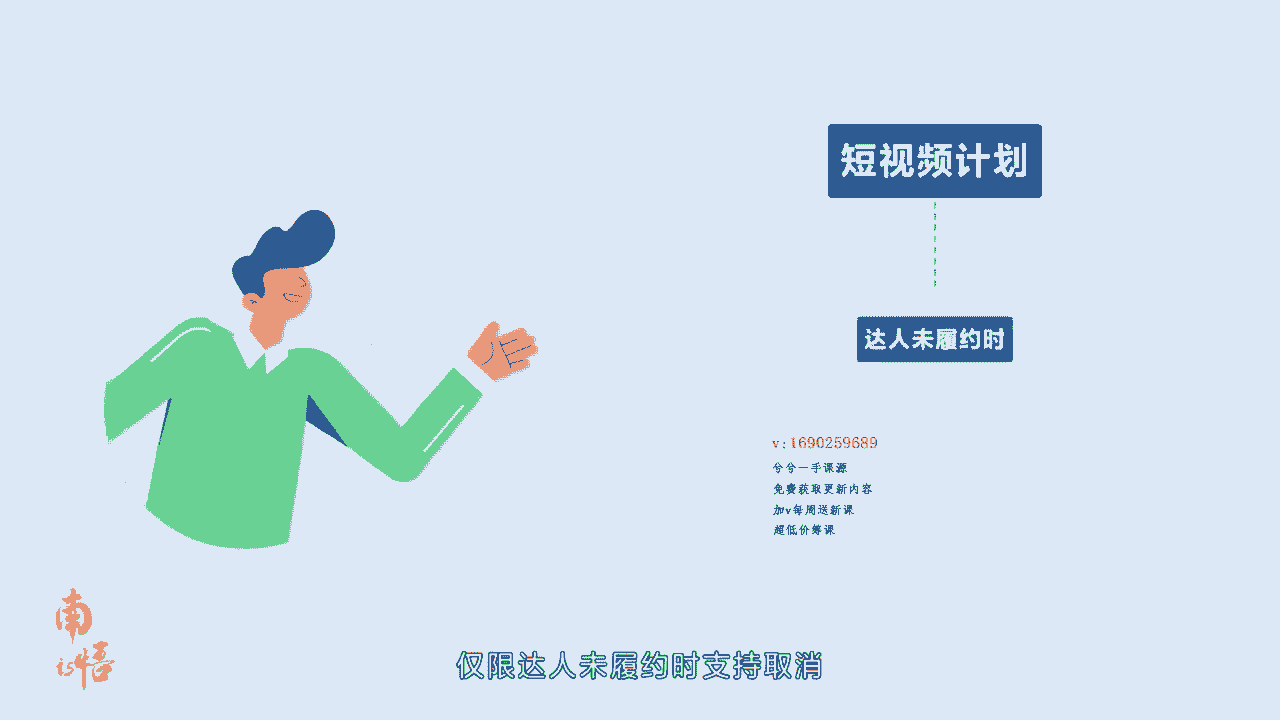 短视频计划
达人未履约时
v:1690259689
兮兮一手课源
免费获取更新内容
加v每周送新课
超低价筹课
南
is悟
仅限达人未履约时支持取消